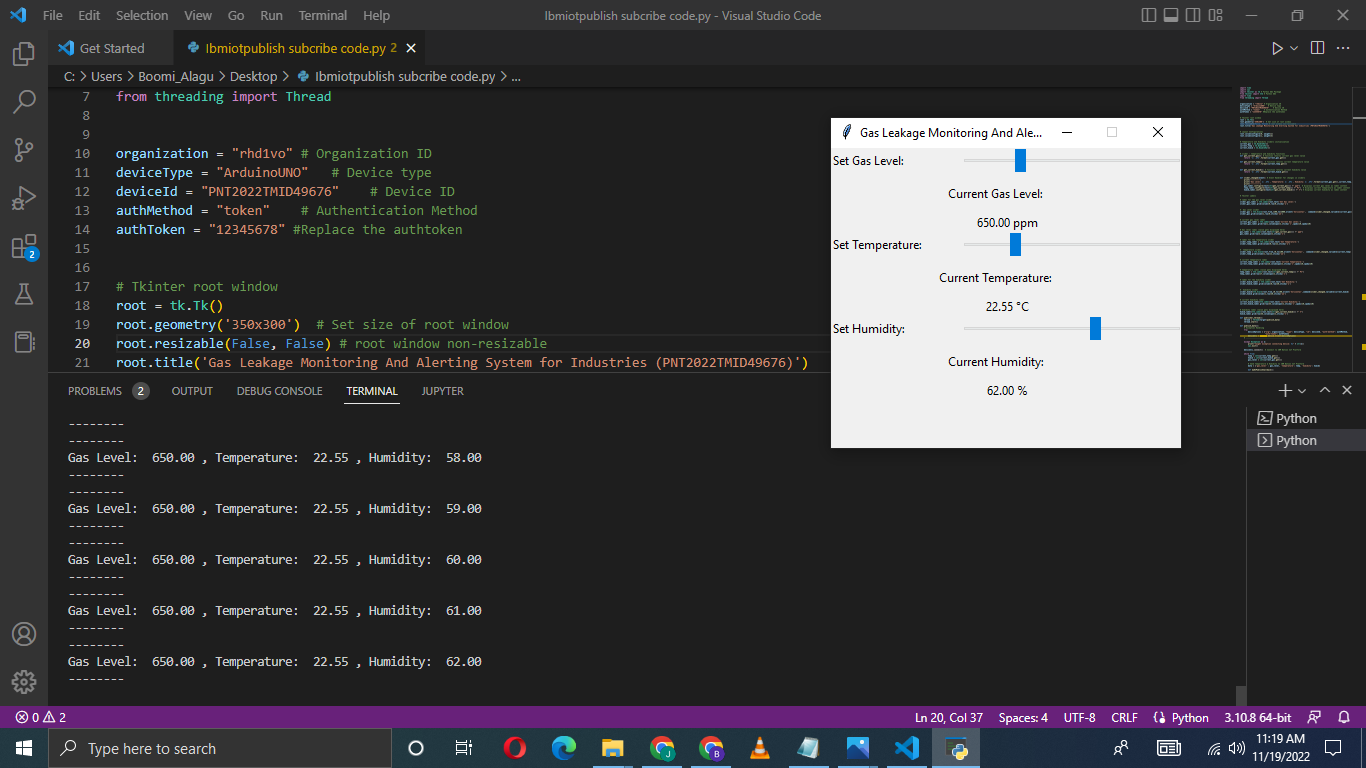 File Edit Selection View Go Run Terminal Help
Ibmiotpublish subcribe code.py - Visual Studio Code
Get Started
Ibmiotpublish subcribe code.py 2
C: > Users > Boomi_Alagu > Desktop > Ibmiotpublish subcribe code.py > ...
7 from threading import Thread
8
9
10 organization = "rhd1vo" # Organization ID
11 deviceType = "ArduinoUNO" # Device type
12 deviceId = "PNT2022TMID49676" # Device ID
13 authMethod = "token" # Authentication Method
14 authToken = "12345678" #Replace the authtoken
15
16
17 # Tkinter root window
18 root = tk.Tk()
19 root.geometry('350x300') # Set size of root window
20 root.resizable(False, False) # root window non-resizable
21 root.title('Gas Leakage Monitoring And Alerting System for Industries (PNT2022TMID49676)')
Gas Leakage Monitoring And Ale...
Set Gas Level:
Current Gas Level:
650.00 ppm
Set Temperature:
Current Temperature:
22.55 °C
Set Humidity:
Current Humidity:
62.00 %
2
PROBLEMS 2 OUTPUT DEBUG CONSOLE TERMINAL JUPYTER
Python
Python
--------
--------
Gas Level: 650.00 , Temperature: 22.55 , Humidity: 58.00
--------
--------
Gas Level: 650.00 , Temperature: 22.55 , Humidity: 59.00
--------
--------
Gas Level: 650.00 , Temperature: 22.55 , Humidity: 60.00
--------
--------
Gas Level: 650.00 , Temperature: 22.55 , Humidity: 61.00
--------
--------
Gas Level: 650.00 , Temperature: 22.55 , Humidity: 62.00
--------
0 2
Ln 20, Col 37 Spaces: 4 UTF-8 CRLF Python 3.10.8 64-bit
Type here to search
J
B
11:19 AM
11/19/2022